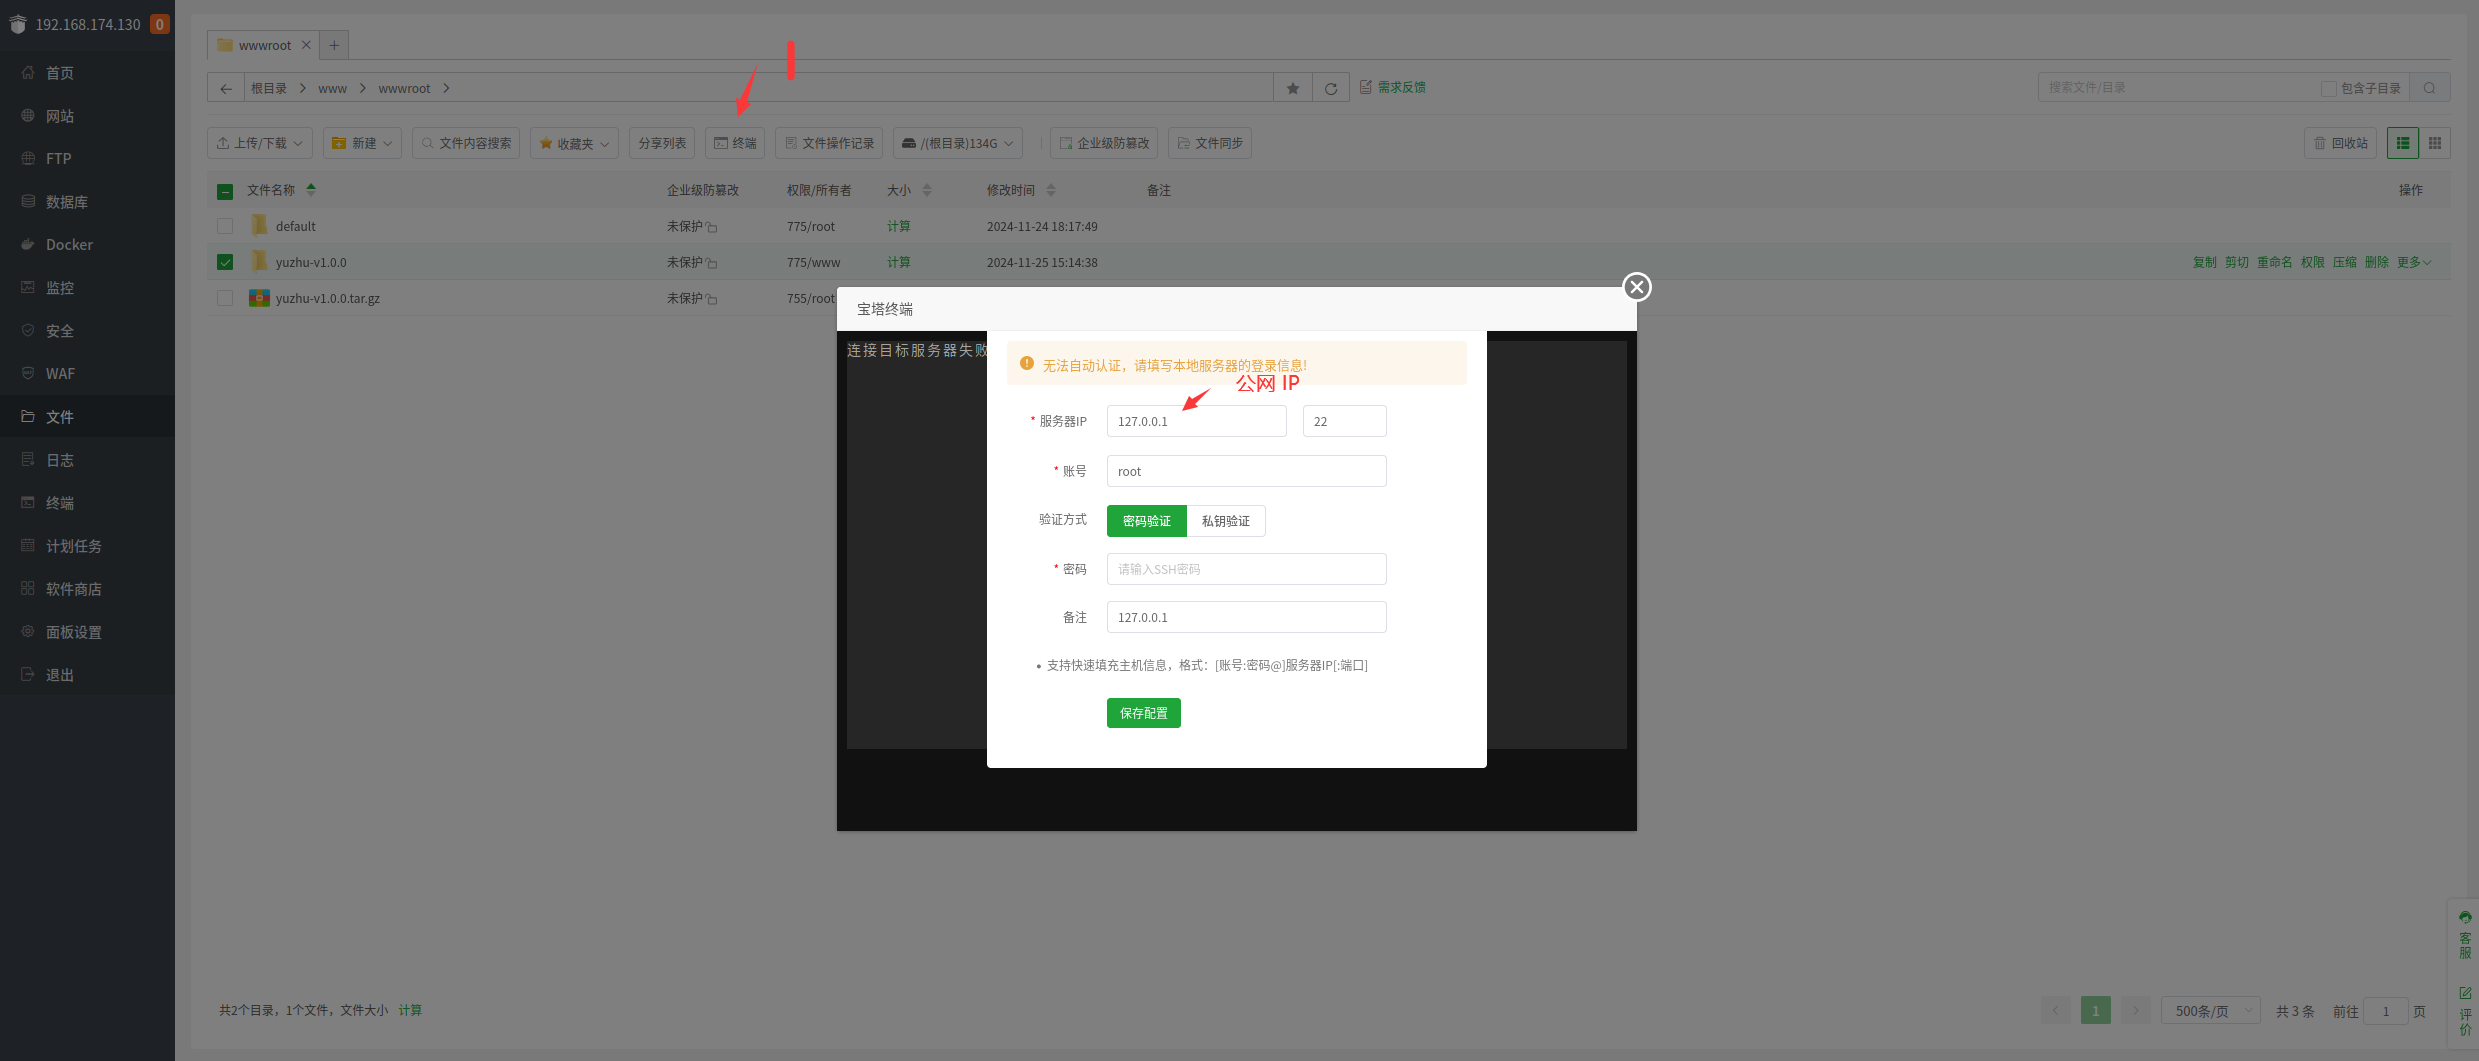 192.168.174.130 0
首页
网站
FTP
数据库
Docker
监控
安全
WAF
文件
日志
终端
计划任务
软件商店
面板设置
退出
wwwroot
根目录 www wwwroot
需求反馈
搜索文件/目录 包含子目录
上传/下载 新建 文件内容搜索 收藏夹 分享列表 终端 文件操作记录 /(根目录)134G 企业级防篡改 文件同步 回收站
文件名称 企业级防篡改 权限/所有者 大小 修改时间 备注 操作
default 未保护 775/root 计算 2024-11-24 18:17:49
yuzhu-v1.0.0 未保护 775/www 计算 2024-11-25 15:14:38 复制 剪切 重命名 权限 压缩 删除 更多
yuzhu-v1.0.0.tar.gz 未保护 755/root
宝塔终端
连接目标服务器失败
无法自动认证，请填写本地服务器的登录信息!
公网 IP
* 服务器IP 127.0.0.1 22
* 账号 root
验证方式 密码验证 私钥验证
* 密码 请输入SSH密码
备注 127.0.0.1
• 支持快速填充主机信息，格式：[账号:密码@]服务器IP[:端口]
保存配置
共2个目录，1个文件，文件大小 计算
1 500条/页 共 3 条 前往 1 页
客服
评价